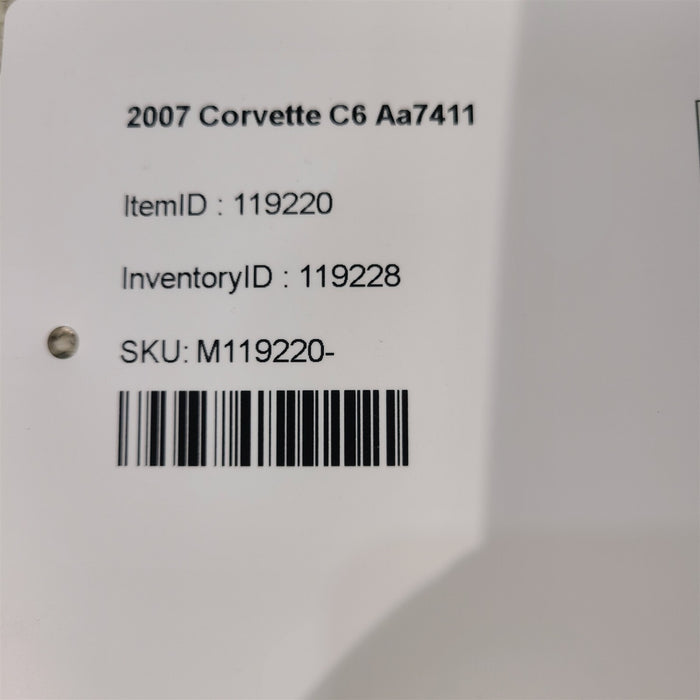 2007 Corvette C6 Aa7411
ItemID : 119220
InventoryID : 119228
SKU: M119220-